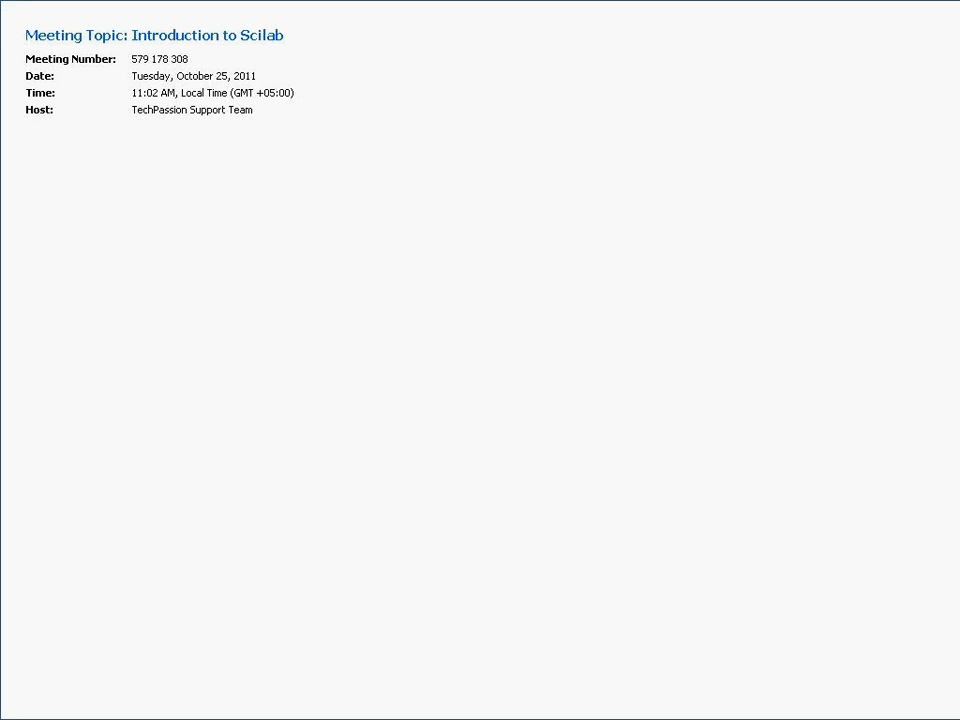 Meeting Topic: Introduction to Scilab
Meeting Number: 579 178 308
Date: Tuesday, October 25, 2011
Time: 11:02 AM, Local Time (GMT +05:00)
Host: TechPassion Support Team